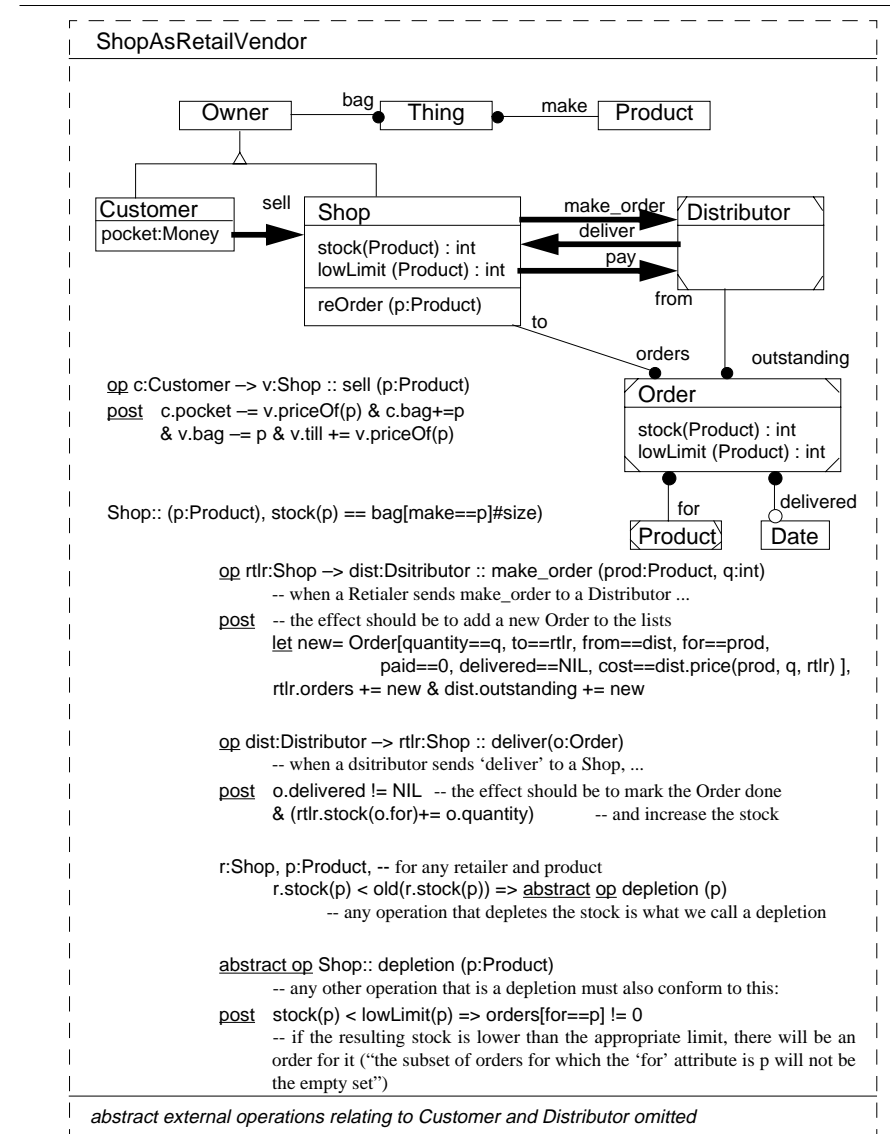 ShopAsRetailVendor
Owner
bag
Thing
make
Product
Customer
pocket:Money
sell
Shop
stock(Product) : int
lowLimit (Product) : int
reOrder (p:Product)
make_order
deliver
pay
Distributor
from
to
orders
outstanding
Order
stock(Product) : int
lowLimit (Product) : int
for
delivered
Product
Date
op c:Customer –> v:Shop :: sell (p:Product)
post c.pocket –= v.priceOf(p) & c.bag+=p
& v.bag –= p & v.till += v.priceOf(p)
Shop:: (p:Product), stock(p) == bag[make==p]#size)
op rtlr:Shop –> dist:Dsitributor :: make_order (prod:Product, q:int)
-- when a Retialer sends make_order to a Distributor ...
post -- the effect should be to add a new Order to the lists
let new= Order[quantity==q, to==rtlr, from==dist, for==prod,
paid==0, delivered==NIL, cost==dist.price(prod, q, rtlr) ],
rtlr.orders += new & dist.outstanding += new
op dist:Distributor –> rtlr:Shop :: deliver(o:Order)
-- when a dsitributor sends ‘deliver’ to a Shop, ...
post o.delivered != NIL -- the effect should be to mark the Order done
& (rtlr.stock(o.for)+= o.quantity) -- and increase the stock
r:Shop, p:Product, -- for any retailer and product
r.stock(p) < old(r.stock(p)) => abstract op depletion (p)
-- any operation that depletes the stock is what we call a depletion
abstract op Shop:: depletion (p:Product)
-- any other operation that is a depletion must also conform to this:
post stock(p) < lowLimit(p) => orders[for==p] != 0
-- if the resulting stock is lower than the appropriate limit, there will be an
order for it (“the subset of orders for which the ‘for’ attribute is p will not be
the empty set”)
abstract external operations relating to Customer and Distributor omitted